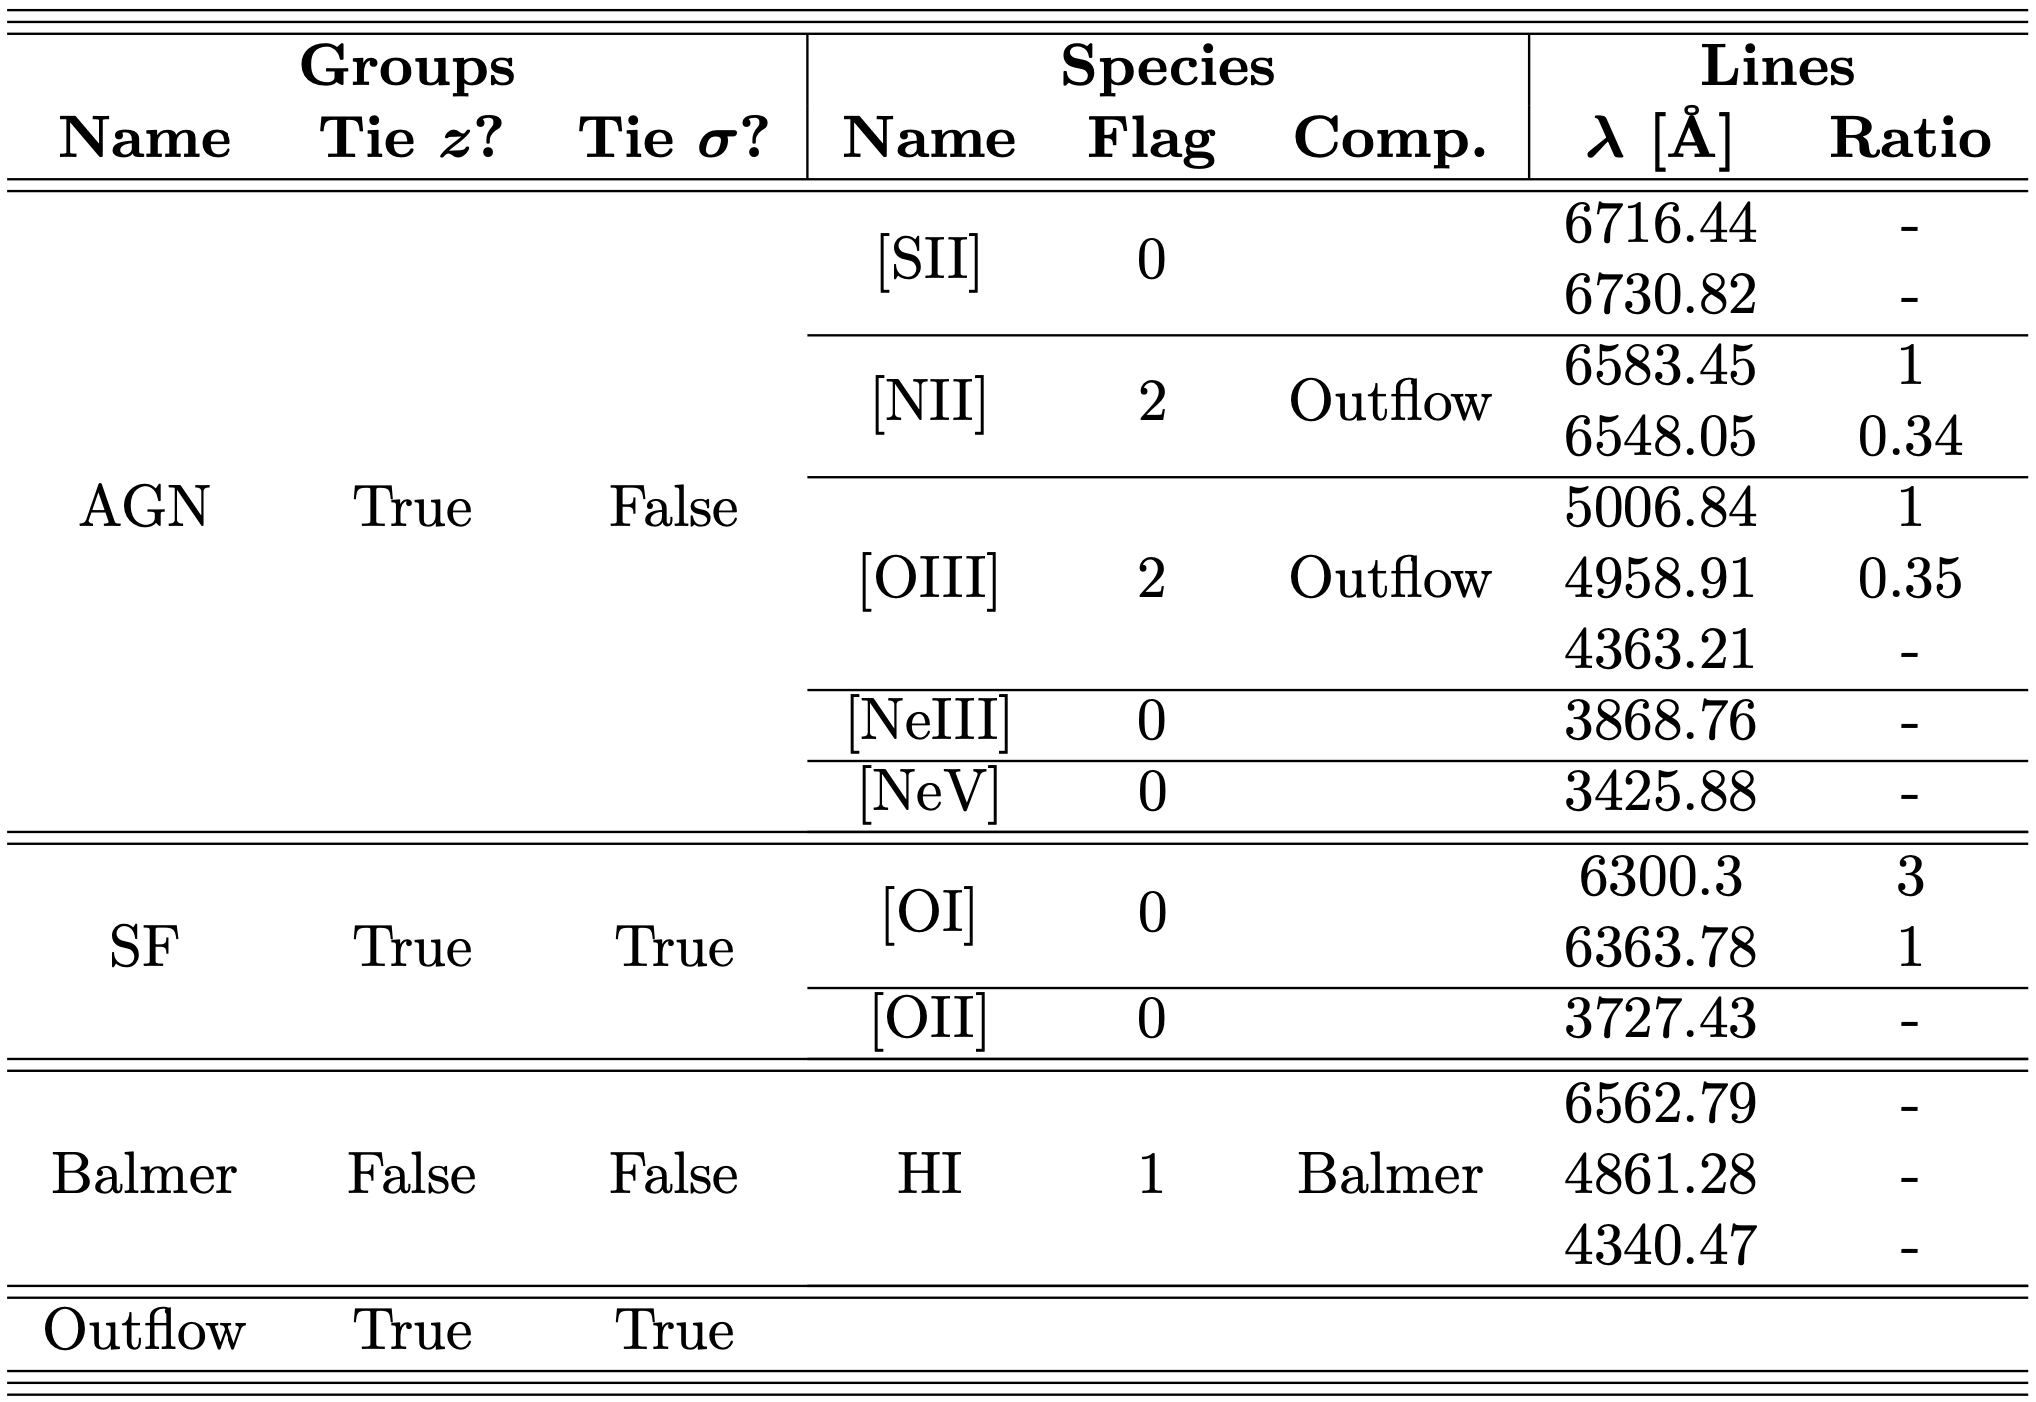 Groups Species Lines
Name Tie z? Tie σ? Name Flag Comp. λ [Å] Ratio
6716.44 -
[SII] 0
6730.82 -
6583.45 1
[NII] 2 Outflow
6548.05 0.34
AGN True False 5006.84 1
[OIII] 2 Outflow 4958.91 0.35
4363.21 -
[NeIII] 0 3868.76 -
[NeV] 0 3425.88 -
6300.3 3
[OI] 0
SF True True 6363.78 1
[OII] 0 3727.43 -
6562.79 -
Balmer False False HI 1 Balmer 4861.28 -
4340.47 -
Outflow True True